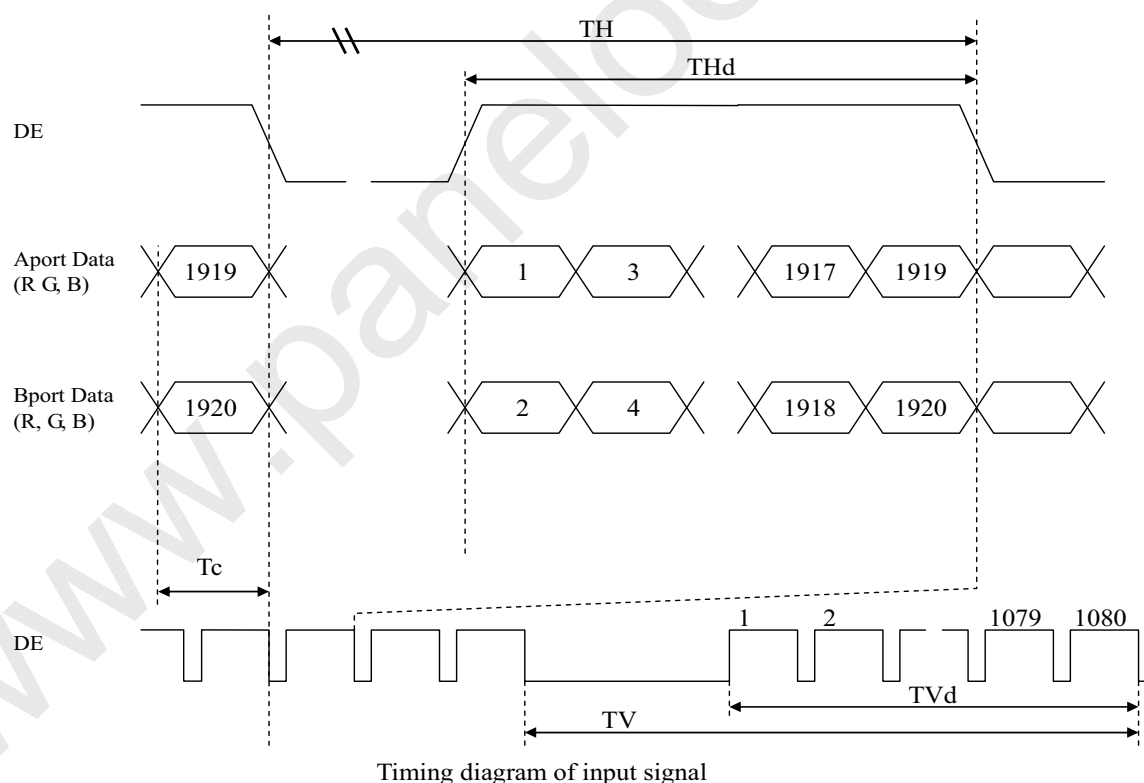 TH
THd
DE
Aport Data
(R G, B)
1919 1 3 1917 1919
Bport Data
(R, G, B)
1920 2 4 1918 1920
Tc
DE
1 2 1079 1080
TVd
TV
Timing diagram of input signal
www.paneloo